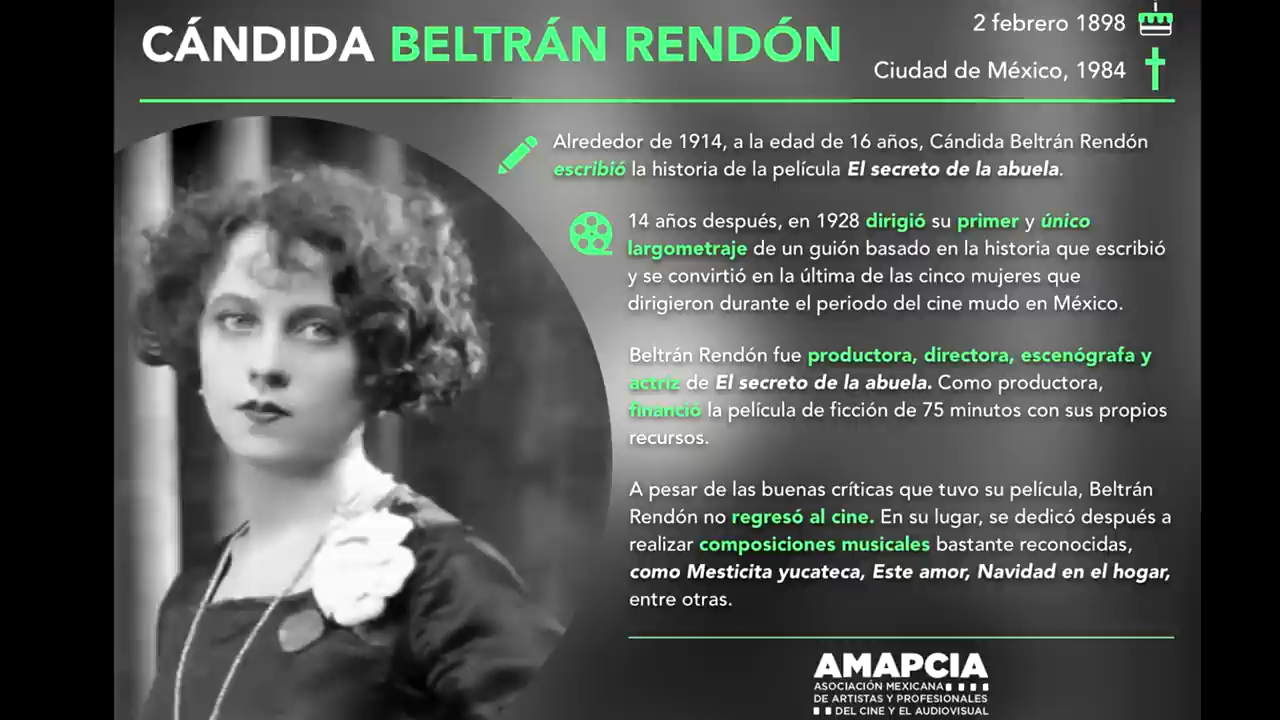 CÁNDIDA BELTRÁN RENDÓN
2 febrero 1898
Ciudad de México, 1984
Alrededor de 1914, a la edad de 16 años, Cándida Beltrán Rendón
escribió la historia de la película El secreto de la abuela.
14 años después, en 1928 dirigió su primer y único
largometraje de un guión basado en la historia que escribió
y se convirtió en la última de las cinco mujeres que
dirigieron durante el periodo del cine mudo en México.
Beltrán Rendón fue productora, directora, escenógrafa y
actriz de El secreto de la abuela. Como productora,
financió la película de ficción de 75 minutos con sus propios
recursos.
A pesar de las buenas críticas que tuvo su película, Beltrán
Rendón no regresó al cine. En su lugar, se dedicó después a
realizar composiciones musicales bastante reconocidas,
como Mesticita yucateca, Este amor, Navidad en el hogar,
entre otras.
AMAPCIA
ASOCIACIÓN MEXICANA
DE ARTISTAS Y PROFESIONALES
DEL CINE Y EL AUDIOVISUAL